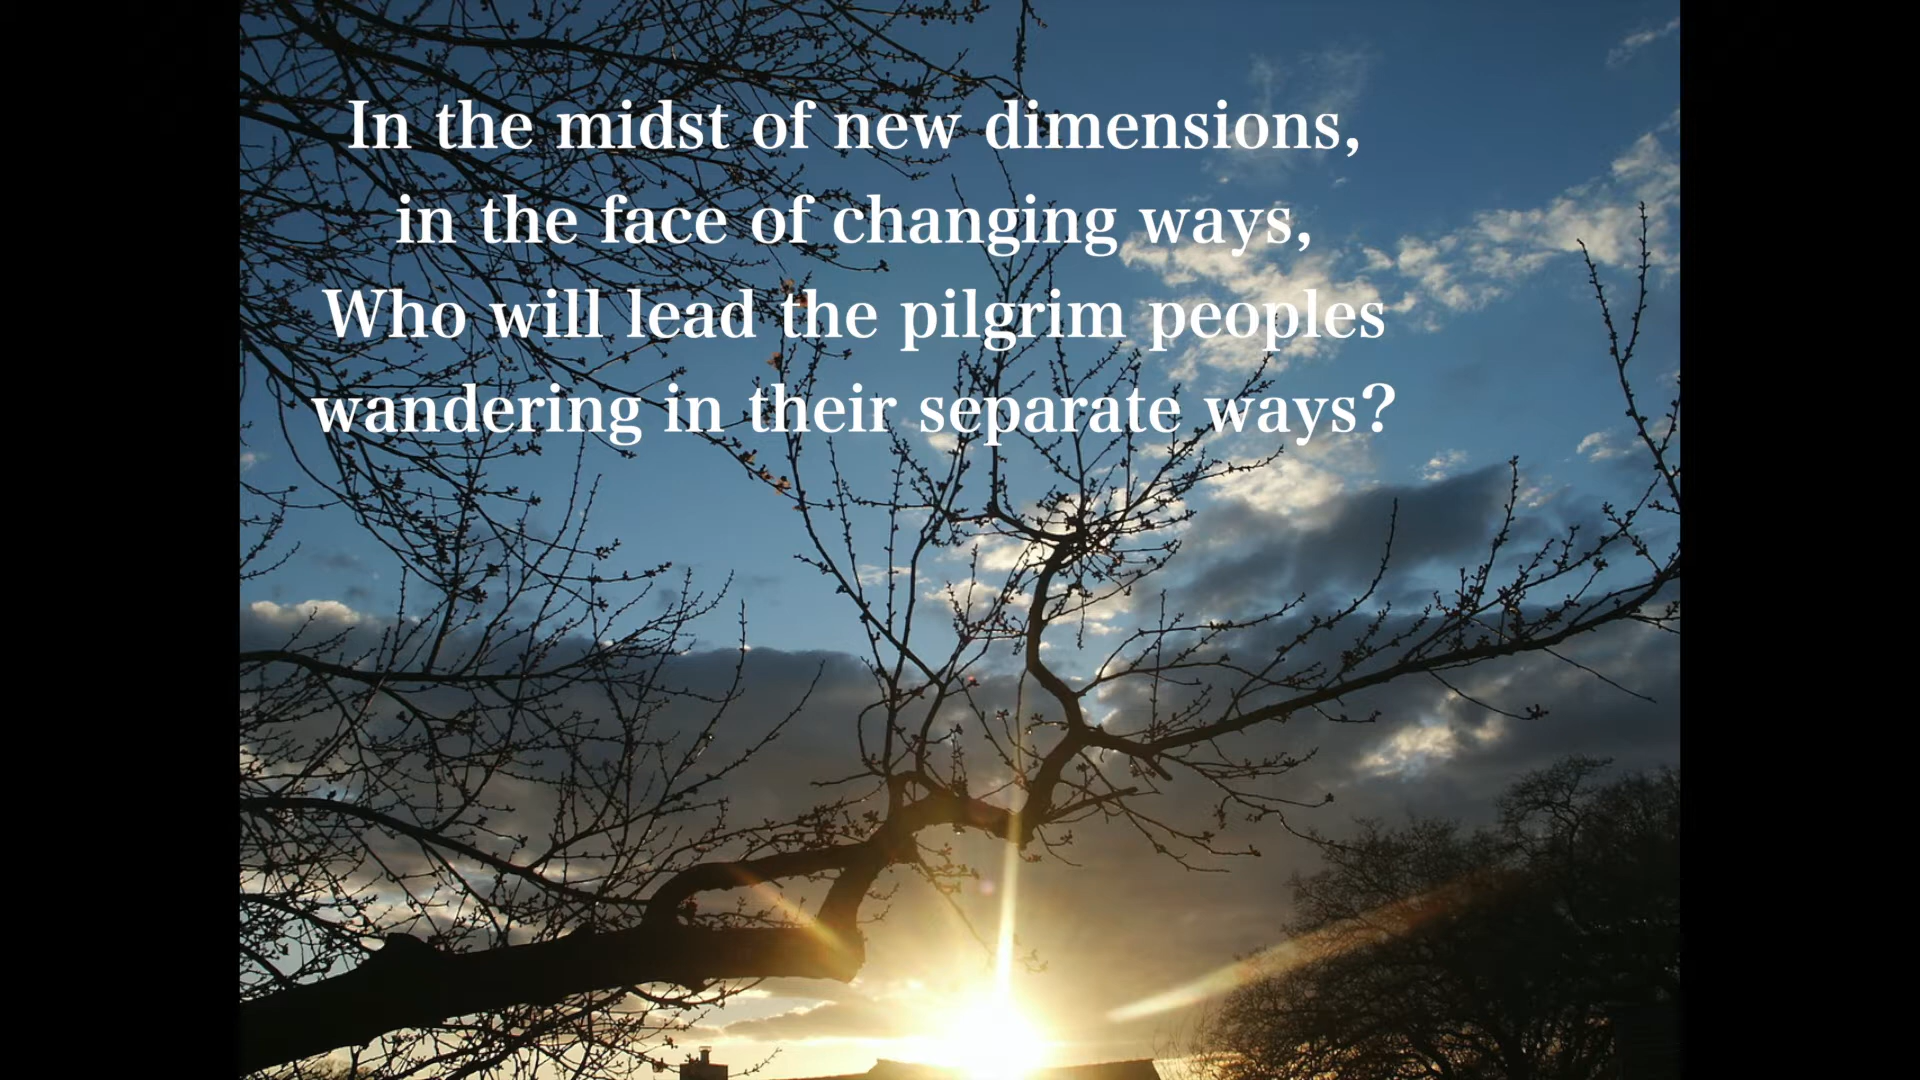 In the midst of new dimensions,
in the face of changing ways,
Who will lead the pilgrim peoples
wandering in their separate ways?